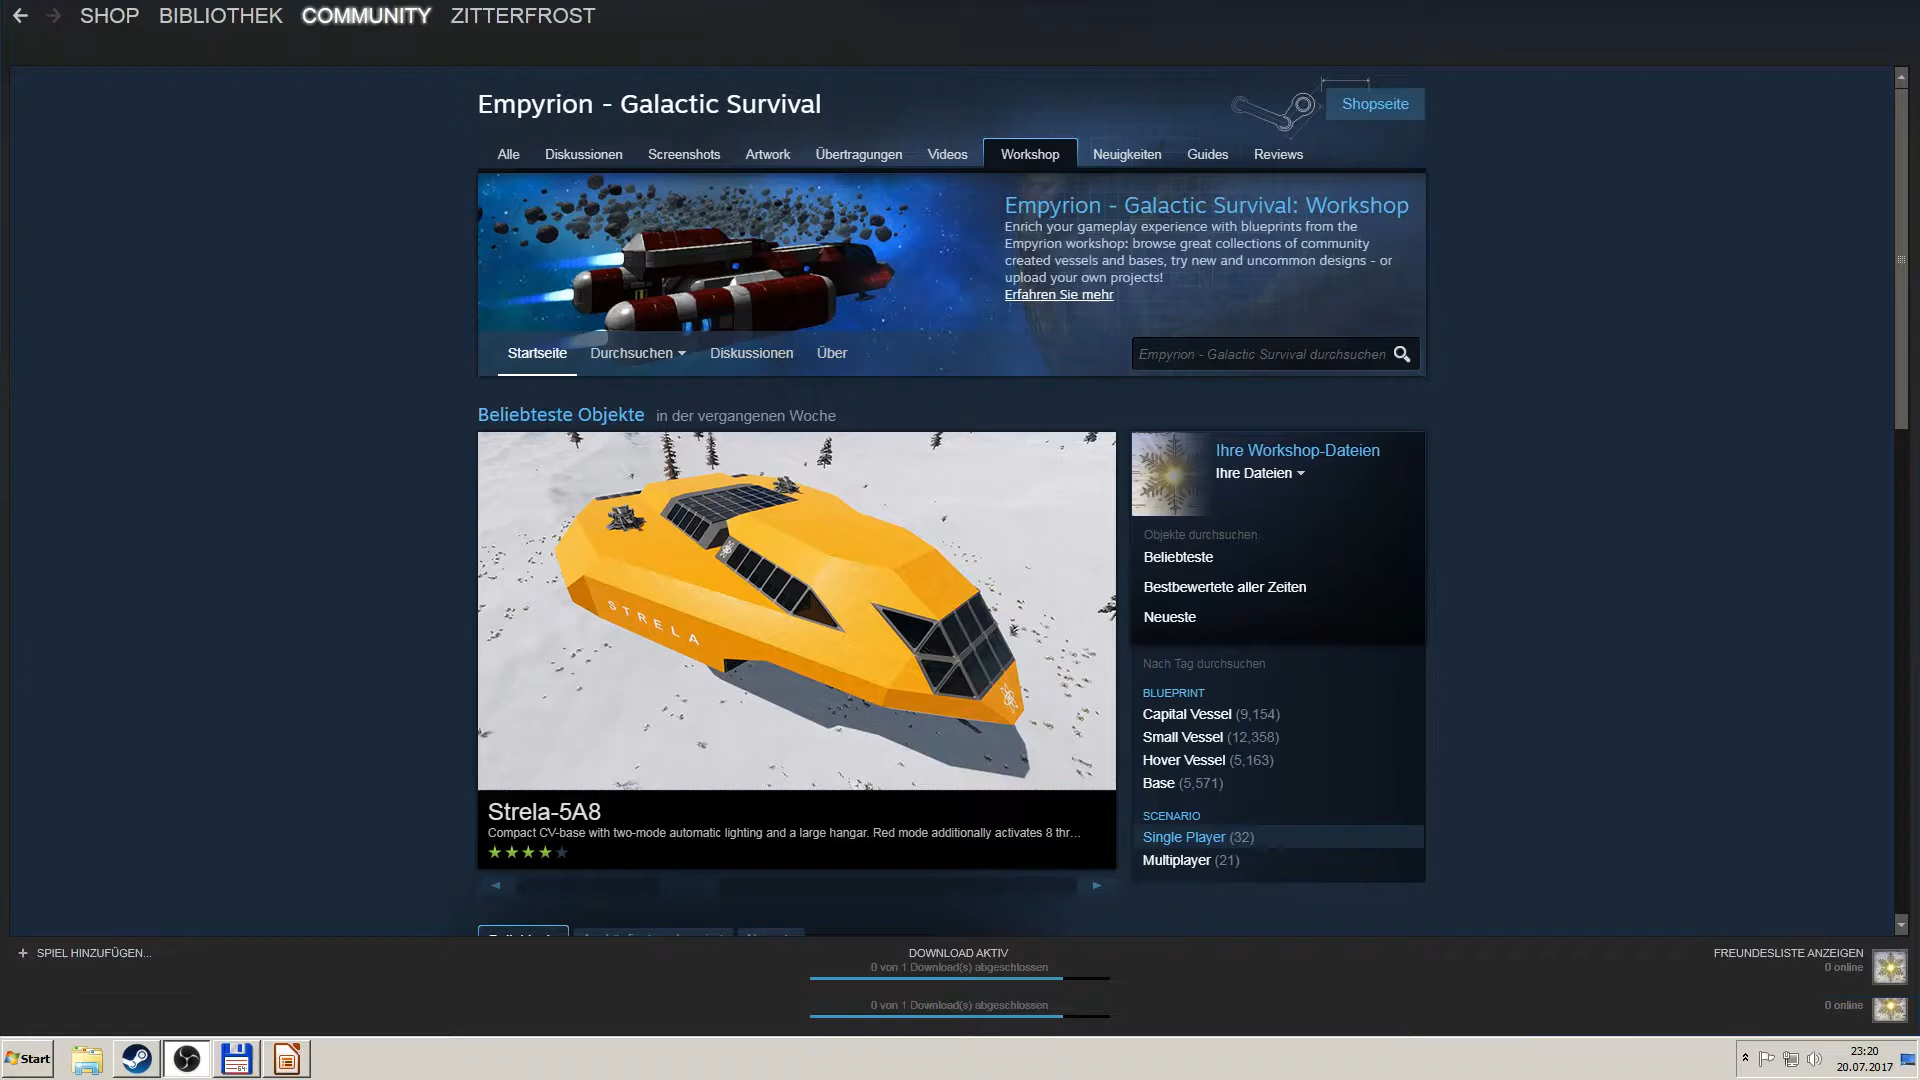 SHOP BIBLIOTHEK COMMUNITY ZITTERFROST
Empyrion - Galactic Survival
Shopseite
Alle Diskussionen Screenshots Artwork Übertragungen Videos Workshop Neuigkeiten Guides Reviews
Empyrion - Galactic Survival: Workshop
Enrich your gameplay experience with blueprints from the
Empyrion workshop: browse great collections of community
created vessels and bases, try new and uncommon designs - or
upload your own projects!
Erfahren Sie mehr
Startseite Durchsuchen Diskussionen Über
Empyrion - Galactic Survival durchsuchen
Beliebteste Objekte in der vergangenen Woche
STRELA
Strela-5A8
Compact CV-base with two-mode automatic lighting and a large hangar. Red mode additionally activates 8 thr...
Ihre Workshop-Dateien
Ihre Dateien
Objekte durchsuchen
Beliebteste
Bestbewertete aller Zeiten
Neueste
Nach Tag durchsuchen
BLUEPRINT
Capital Vessel (9,154)
Small Vessel (12,358)
Hover Vessel (5,163)
Base (5,571)
SCENARIO
Single Player (32)
Multiplayer (21)
+ SPIEL HINZUFÜGEN...
DOWNLOAD AKTIV
0 von 1 Download(s) abgeschlossen
0 von 1 Download(s) abgeschlossen
FREUNDESLISTE ANZEIGEN
0 online
0 online
Start
64
23:20
20.07.2017